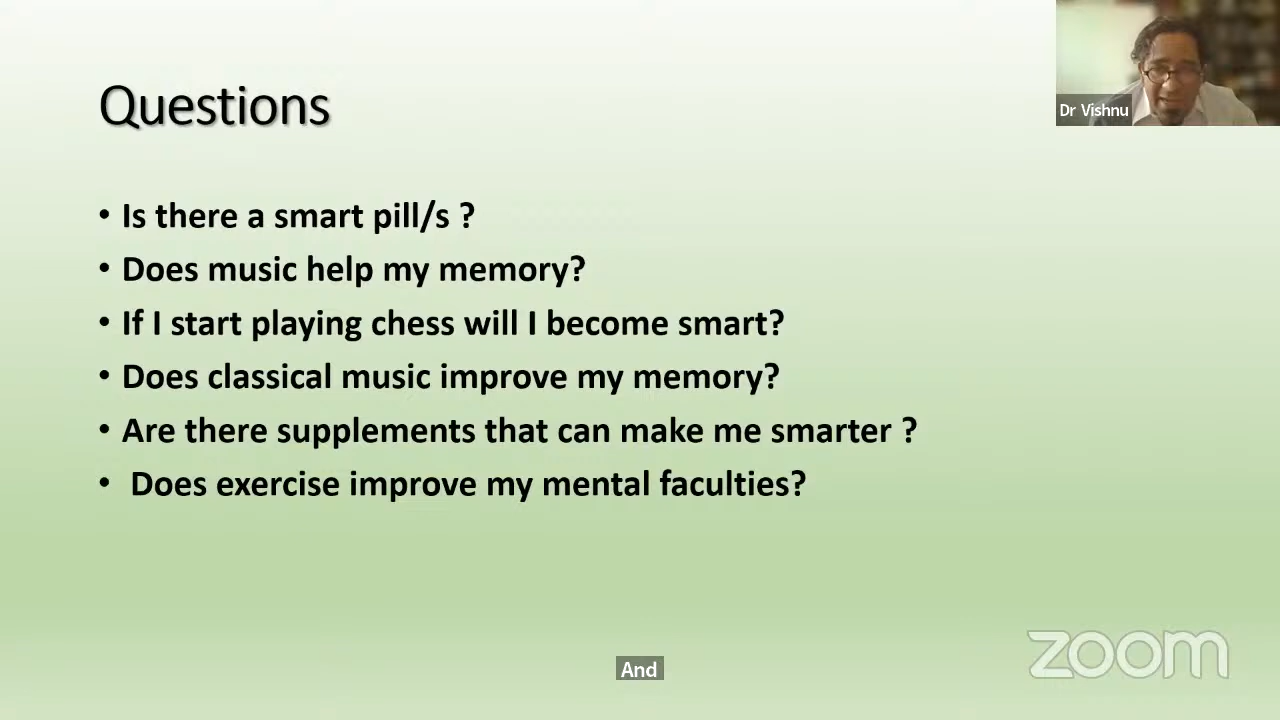 Questions
Dr Vishnu
• Is there a smart pill/s ?
• Does music help my memory?
• If I start playing chess will I become smart?
• Does classical music improve my memory?
• Are there supplements that can make me smarter ?
• Does exercise improve my mental faculties?
zoom
And